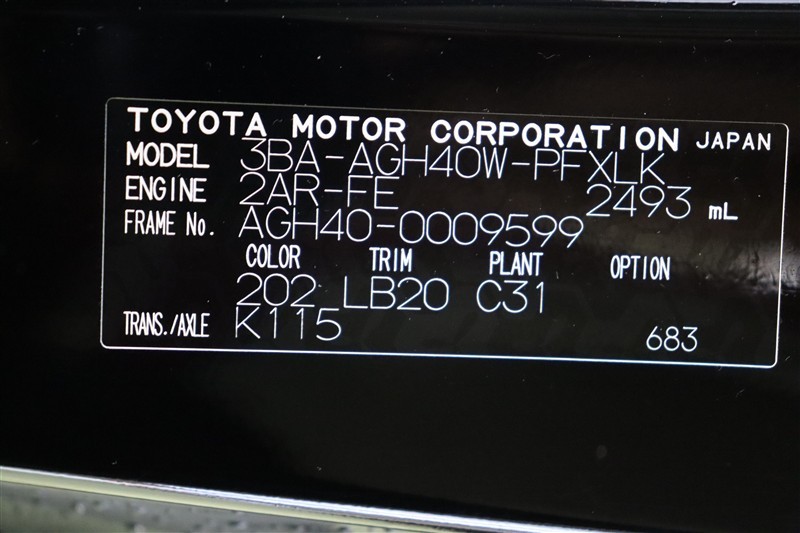 TOYOTA MOTOR CORPORATION JAPAN
MODEL 3BA-AGH40W-PFXLK
ENGINE 2AR-FE 2493 mL
FRAME No. AGH40-0009599
COLOR TRIM PLANT OPTION
202 LB20 C31
TRANS./AXLE K115 683